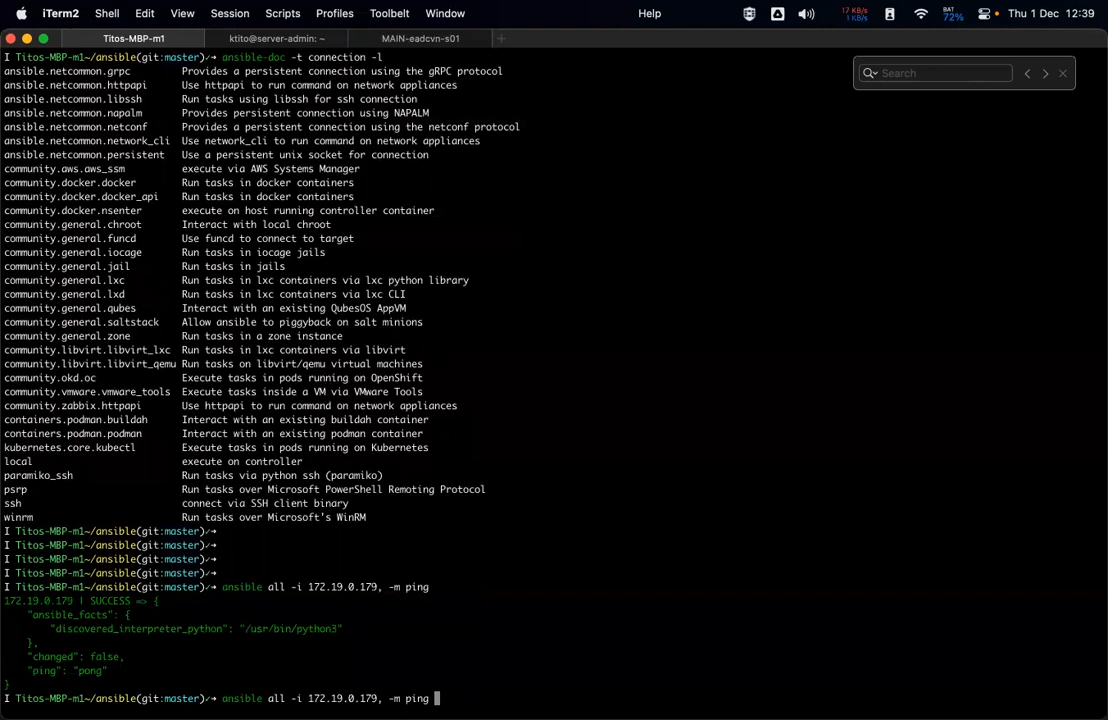 iTerm2 Shell Edit View Session Scripts Profiles Toolbelt Window Help 17 KB/s 1 KB/s BAT 72% Thu 1 Dec 12:39
Titos-MBP-m1 ktito@server-admin: ~ MAIN-eadcvn-s01 +
Search
I Titos-MBP-m1~/ansible(git:master)✓➜ ansible-doc -t connection -l
ansible.netcommon.grpc Provides a persistent connection using the gRPC protocol
ansible.netcommon.httpapi Use httpapi to run command on network appliances
ansible.netcommon.libssh Run tasks using libssh for ssh connection
ansible.netcommon.napalm Provides persistent connection using NAPALM
ansible.netcommon.netconf Provides a persistent connection using the netconf protocol
ansible.netcommon.network_cli Use network_cli to run command on network appliances
ansible.netcommon.persistent Use a persistent unix socket for connection
community.aws.aws_ssm execute via AWS Systems Manager
community.docker.docker Run tasks in docker containers
community.docker.docker_api Run tasks in docker containers
community.docker.nsenter execute on host running controller container
community.general.chroot Interact with local chroot
community.general.funcd Use funcd to connect to target
community.general.iocage Run tasks in iocage jails
community.general.jail Run tasks in jails
community.general.lxc Run tasks in lxc containers via lxc python library
community.general.lxd Run tasks in lxc containers via lxc CLI
community.general.qubes Interact with an existing QubesOS AppVM
community.general.saltstack Allow ansible to piggyback on salt minions
community.general.zone Run tasks in a zone instance
community.libvirt.libvirt_lxc Run tasks in lxc containers via libvirt
community.libvirt.libvirt_qemu Run tasks on libvirt/qemu virtual machines
community.okd.oc Execute tasks in pods running on OpenShift
community.vmware.vmware_tools Execute tasks inside a VM via VMware Tools
community.zabbix.httpapi Use httpapi to run command on network appliances
containers.podman.buildah Interact with an existing buildah container
containers.podman.podman Interact with an existing podman container
kubernetes.core.kubectl Execute tasks in pods running on Kubernetes
local execute on controller
paramiko_ssh Run tasks via python ssh (paramiko)
psrp Run tasks over Microsoft PowerShell Remoting Protocol
ssh connect via SSH client binary
winrm Run tasks over Microsoft's WinRM
I Titos-MBP-m1~/ansible(git:master)✓➜
I Titos-MBP-m1~/ansible(git:master)✓➜
I Titos-MBP-m1~/ansible(git:master)✓➜
I Titos-MBP-m1~/ansible(git:master)✓➜
I Titos-MBP-m1~/ansible(git:master)✓➜ ansible all -i 172.19.0.179, -m ping
172.19.0.179 | SUCCESS => {
"ansible_facts": {
"discovered_interpreter_python": "/usr/bin/python3"
},
"changed": false,
"ping": "pong"
}
I Titos-MBP-m1~/ansible(git:master)✓➜ ansible all -i 172.19.0.179, -m ping